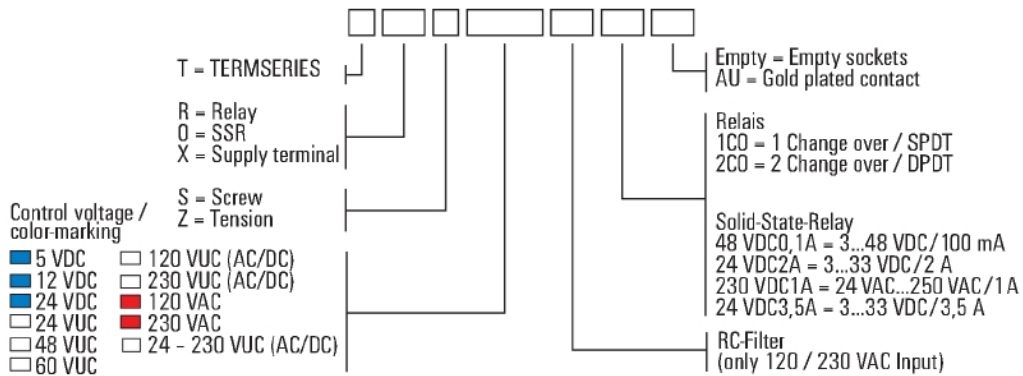 T = TERMSERIES
R = Relay
O = SSR
X = Supply terminal
S = Screw
Z = Tension
Control voltage /
color-marking
5 VDC
12 VDC
24 VDC
24 VUC
48 VUC
60 VUC
120 VUC (AC/DC)
230 VUC (AC/DC)
120 VAC
230 VAC
24 - 230 VUC (AC/DC)
Empty = Empty sockets
AU = Gold plated contact
Relais
1CO = 1 Change over / SPDT
2CO = 2 Change over / DPDT
Solid-State-Relay
48 VDC0,1A = 3...48 VDC/100 mA
24 VDC2A = 3...33 VDC/2 A
230 VDC1A = 24 VAC...250 VAC/1A
24 VDC3,5A = 3...33 VDC/3,5 A
RC-Filter
(only 120 / 230 VAC Input)